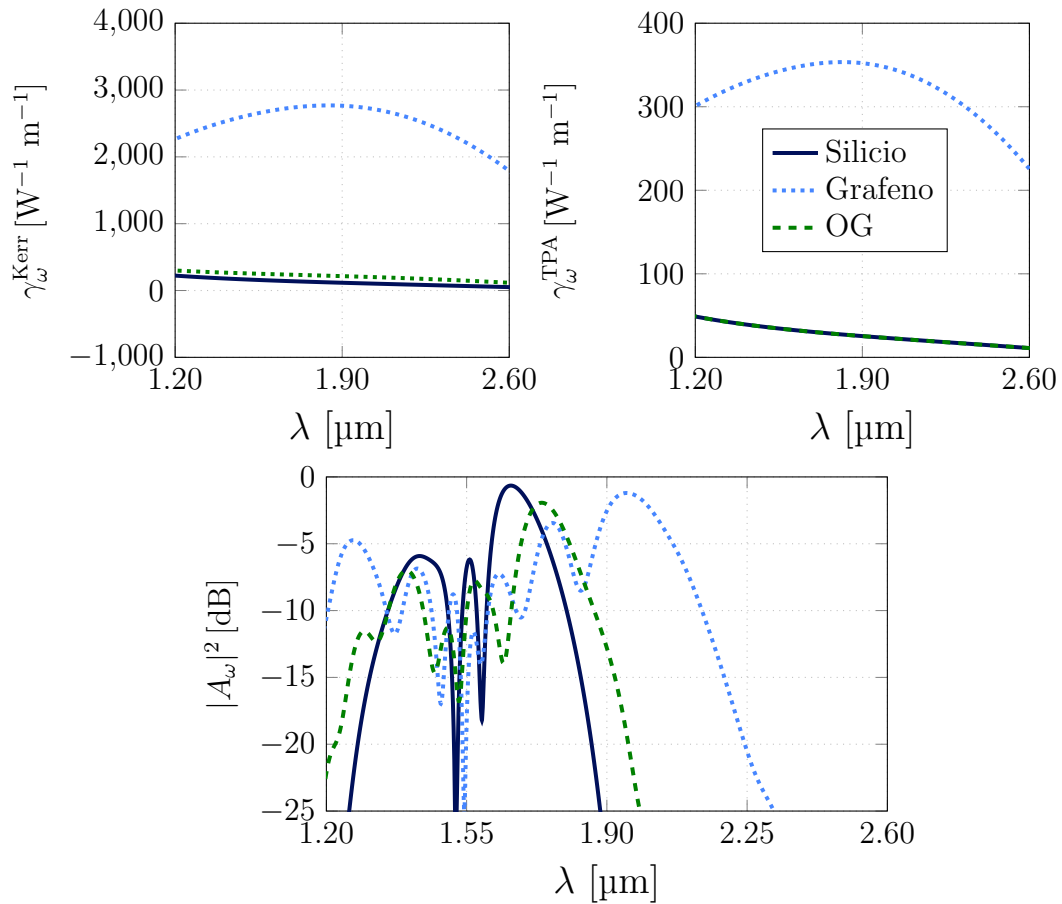 4,000
3,000
2,000
1,000
0
−1,000
1.20 1.90 2.60
λ [µm]
γ_ω^Kerr [W⁻¹ m⁻¹]
400
300
200
100
0
1.20 1.90 2.60
λ [µm]
γ_ω^TPA [W⁻¹ m⁻¹]
Silicio
Grafeno
OG
0
−5
−10
−15
−20
−25
1.20 1.55 1.90 2.25 2.60
λ [µm]
|A_ω|² [dB]